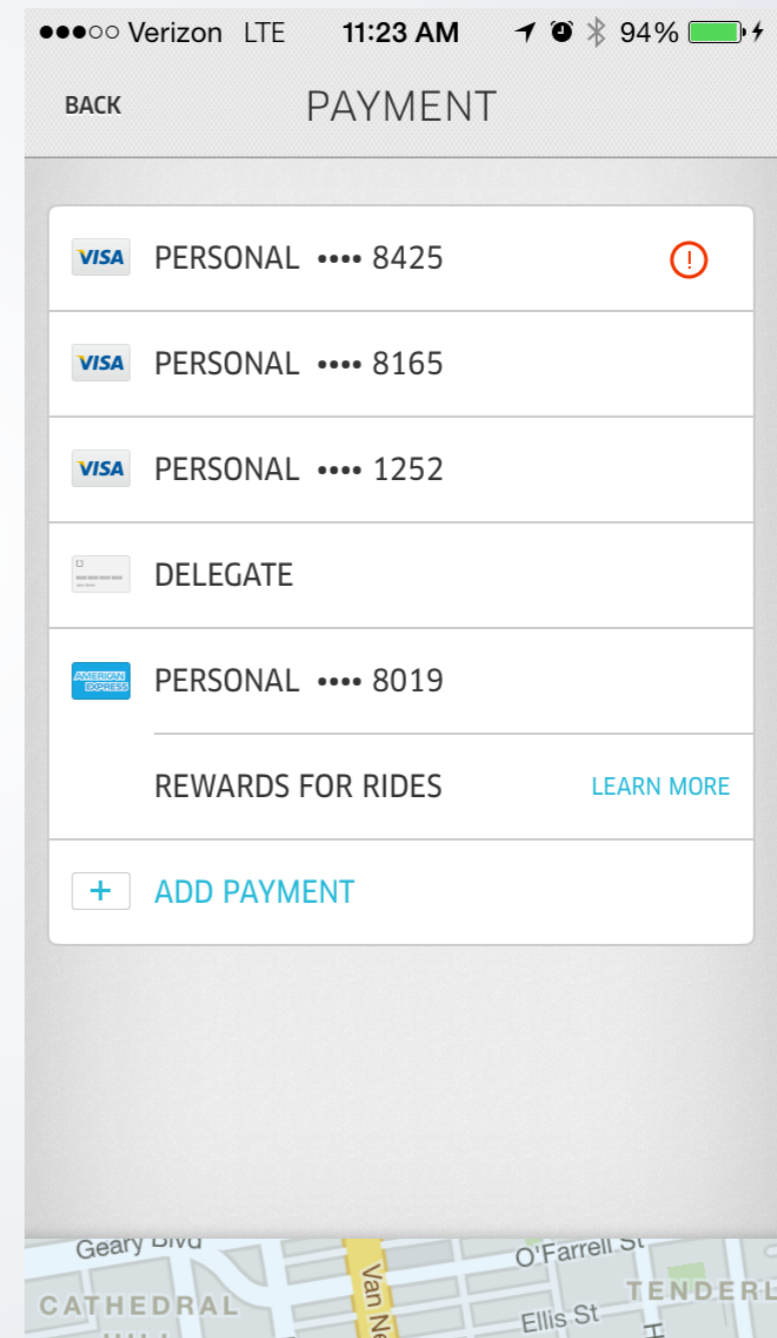 Verizon LTE 11:23 AM 94%
BACK PAYMENT
VISA PERSONAL •••• 8425 !
VISA PERSONAL •••• 8165
VISA PERSONAL •••• 1252
DELEGATE
AMERICAN EXPRESS PERSONAL •••• 8019
REWARDS FOR RIDES LEARN MORE
+ ADD PAYMENT
Geary Blvd
O'Farrell St
Van Ne
TENDERL
CATHEDRAL
Ellis St